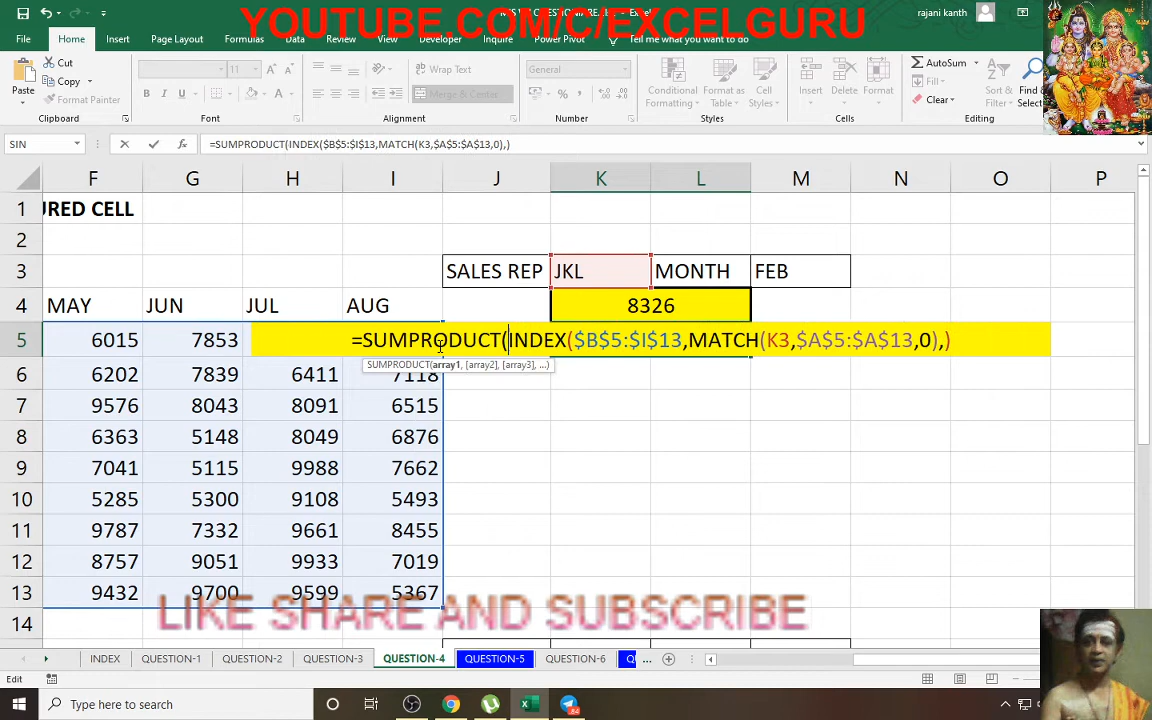 YOUTUBE.COM/C/EXCELGURU
rajani kanth
File Home Insert Page Layout Formulas Data Review View Developer Inquire Power Pivot Tell me what you want to do
Cut
Copy
Format Painter
Paste
Clipboard
11
Font
Wrap Text
Merge & Center
Alignment
General
Number
Conditional Formatting
Format as Table
Cell Styles
Styles
Insert Delete Format
Cells
AutoSum
Fill
Clear
Sort & Filter
Find &
Editing
SIN
=SUMPRODUCT(INDEX($B$5:$I$13,MATCH(K3,$A$5:$A$13,0),)
F G H I J K L M N O P
1 URED CELL
2
3 SALES REP JKL MONTH FEB
4 MAY JUN JUL AUG 8326
5 6015 7853 =SUMPRODUCT(INDEX($B$5:$I$13,MATCH(K3,$A$5:$A$13,0),)
SUMPRODUCT(array1, [array2], [array3], ...)
6 6202 7839 6411 7118
7 9576 8043 8091 6515
8 6363 5148 8049 6876
9 7041 5115 9988 7662
10 5285 5300 9108 5493
11 9787 7332 9661 8455
12 8757 9051 9933 7019
13 9432 9700 9599 5367
LIKE SHARE AND SUBSCRIBE
14
INDEX QUESTION-1 QUESTION-2 QUESTION-3 QUESTION-4 QUESTION-5 QUESTION-6 ...
Edit
Type here to search